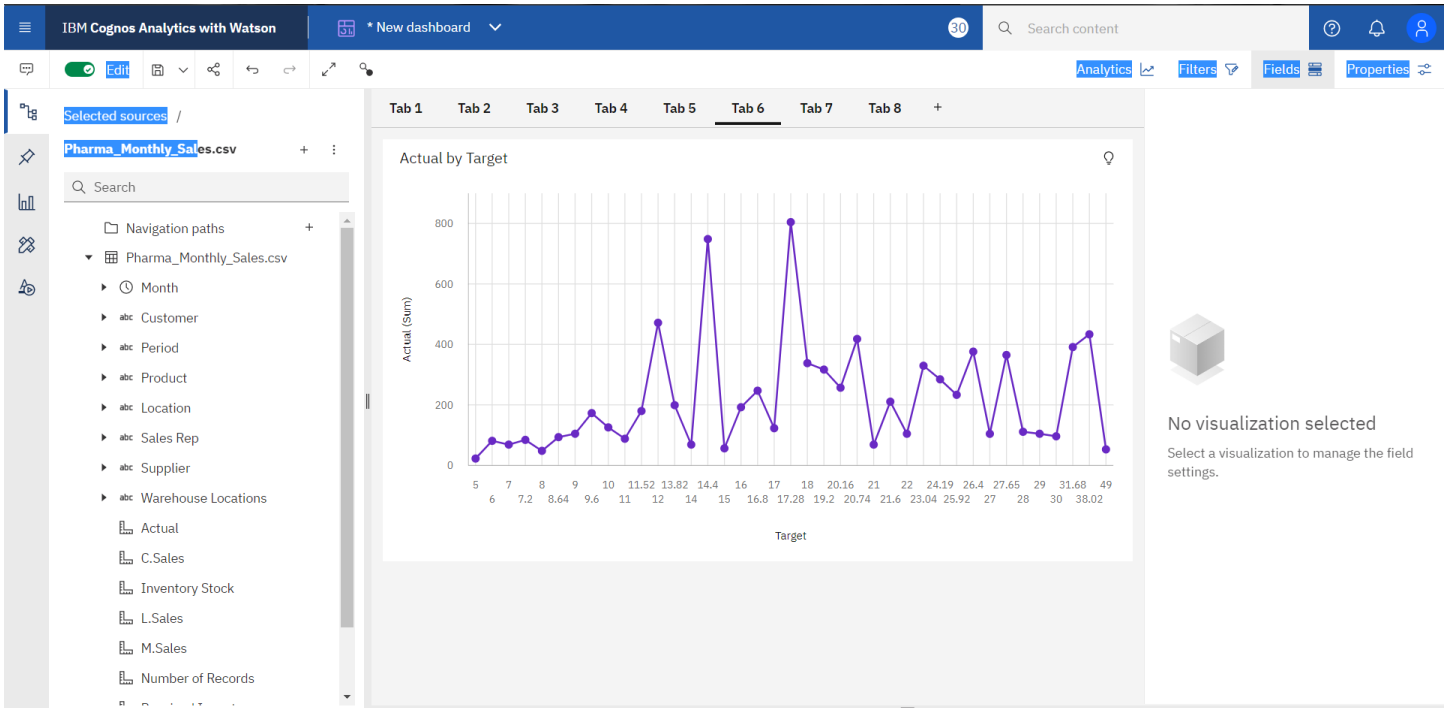 IBM Cognos Analytics with Watson
* New dashboard
30
Search content
Edit
Analytics
Filters
Fields
Properties
Selected sources /
Pharma_Monthly_Sales.csv
Search
Navigation paths
Pharma_Monthly_Sales.csv
Month
abc Customer
abc Period
abc Product
abc Location
abc Sales Rep
abc Supplier
abc Warehouse Locations
Actual
C.Sales
Inventory Stock
L.Sales
M.Sales
Number of Records
Tab 1 Tab 2 Tab 3 Tab 4 Tab 5 Tab 6 Tab 7 Tab 8 +
Actual by Target
Actual (Sum)
800
600
400
200
0
5 7 8 9 10 11.52 13.82 14.4 16 17 18 20.16 21 22 24.19 26.4 27.65 29 31.68 49
6 7.2 8.64 9.6 11 12 14 15 16.8 17.28 19.2 20.74 21.6 23.04 25.92 27 28 30 38.02
Target
No visualization selected
Select a visualization to manage the field
settings.